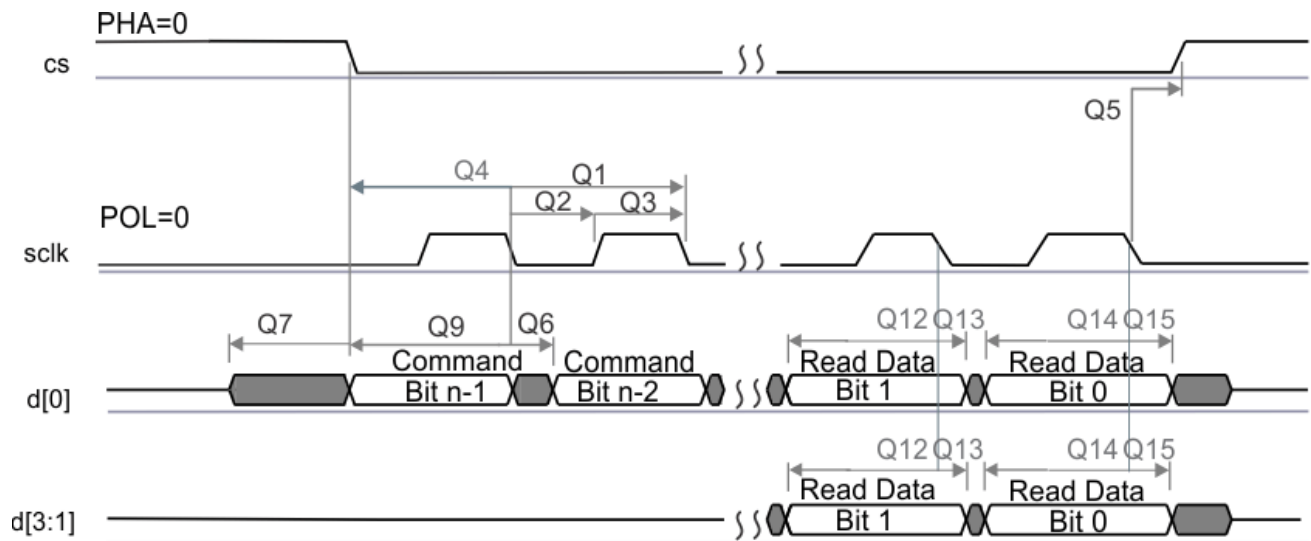 PHA=0
cs
Q5
Q4 Q1
Q2 Q3
POL=0
sclk
Q7 Q9 Q6 Q12 Q13 Q14 Q15
Command Command Read Data Read Data
d[0] Bit n-1 Bit n-2 Bit 1 Bit 0
Q12 Q13 Q14 Q15
Read Data Read Data
d[3:1] Bit 1 Bit 0